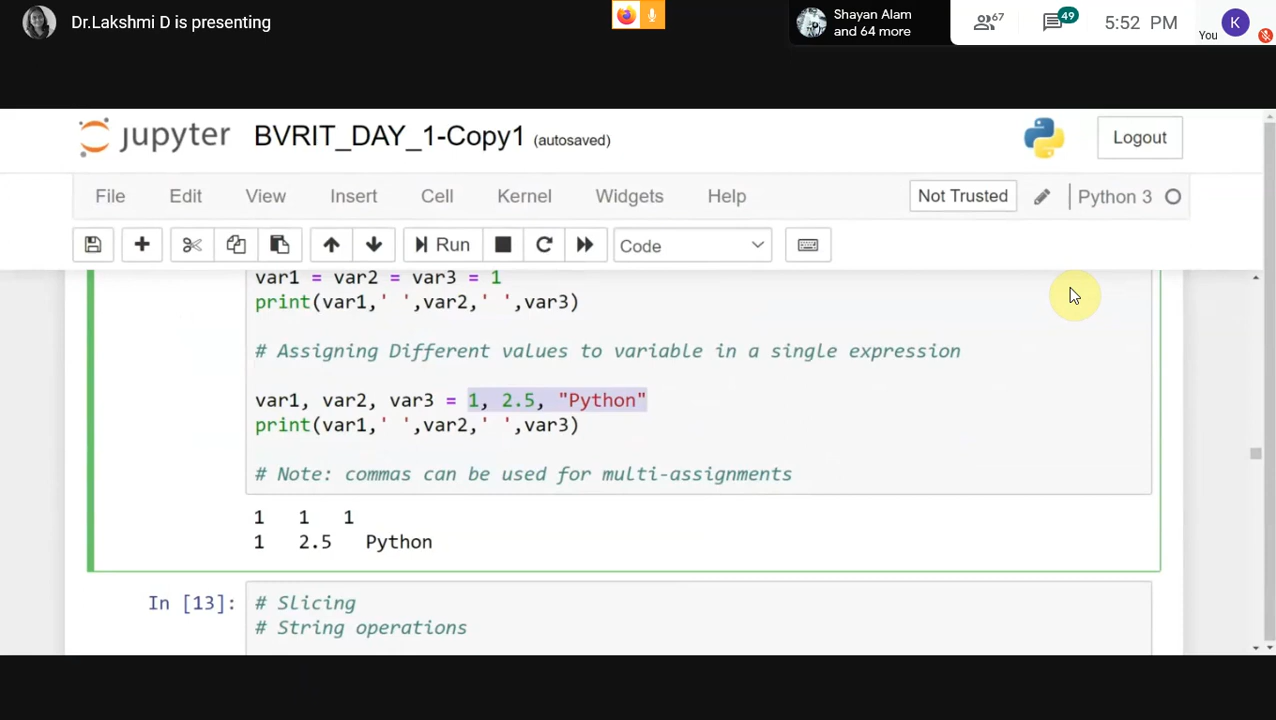 Dr.Lakshmi D is presenting
Shayan Alam
and 64 more
67
49
5:52 PM
You
K
jupyter BVRIT_DAY_1-Copy1 (autosaved)
Logout
File Edit View Insert Cell Kernel Widgets Help
Not Trusted
Python 3
Run
Code
var1 = var2 = var3 = 1
print(var1,' ',var2,' ',var3)
# Assigning Different values to variable in a single expression
var1, var2, var3 = 1, 2.5, "Python"
print(var1,' ',var2,' ',var3)
# Note: commas can be used for multi-assignments
1   1   1
1   2.5   Python
In [13]:
# Slicing
# String operations